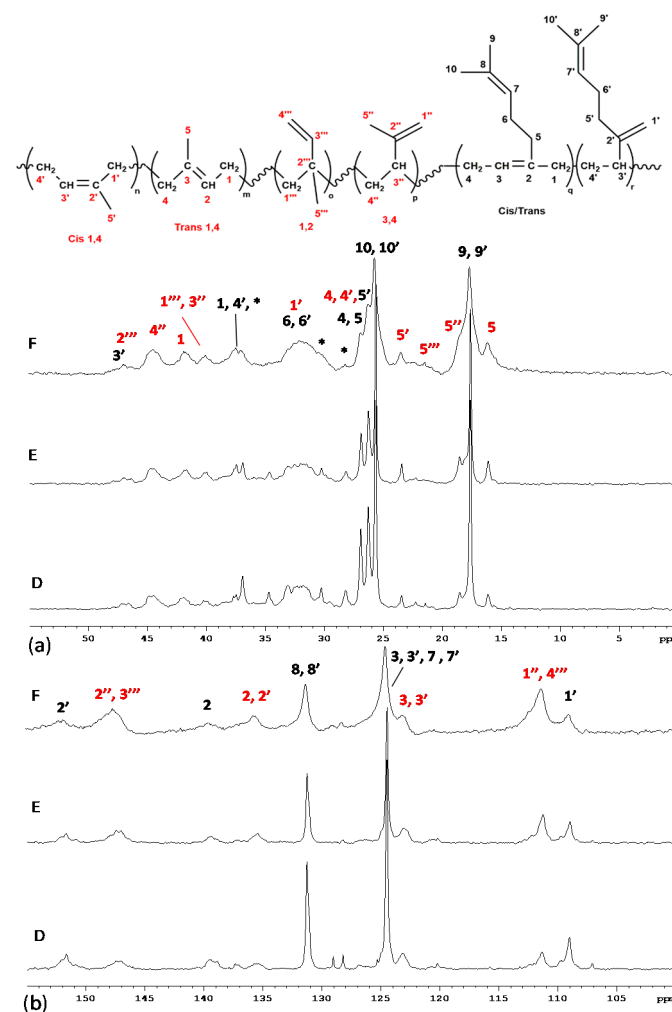 10' 9'
9 8'
10 8 7'
7 6'
6 5' 1'
5 2'
4''' 5'' 2'' 1''
5 3''' 
4' 1' 3 1 2''' 3'' 4 3 2 1 4' 3'
3' 2' 4 2 1''' 4''
n m o p q r
5' 5'''
Cis 1,4 Trans 1,4 1,2 3,4 Cis/Trans
10, 10' 9, 9'
1''', 3'' 1, 4', * 1' 4, 4', 5'
2''' 4'' 1 6, 6' 4, 5 5' 5''' 5'' 5
3' * *
F
E
D
50 45 40 35 30 25 20 15 10 5 pp
(a)
8, 8' 3, 3', 7, 7'
F
2' 2'', 3''' 2 2, 2' 3, 3' 1'', 4''' 1'
E
D
150 145 140 135 130 125 120 115 110 105 pp
(b)